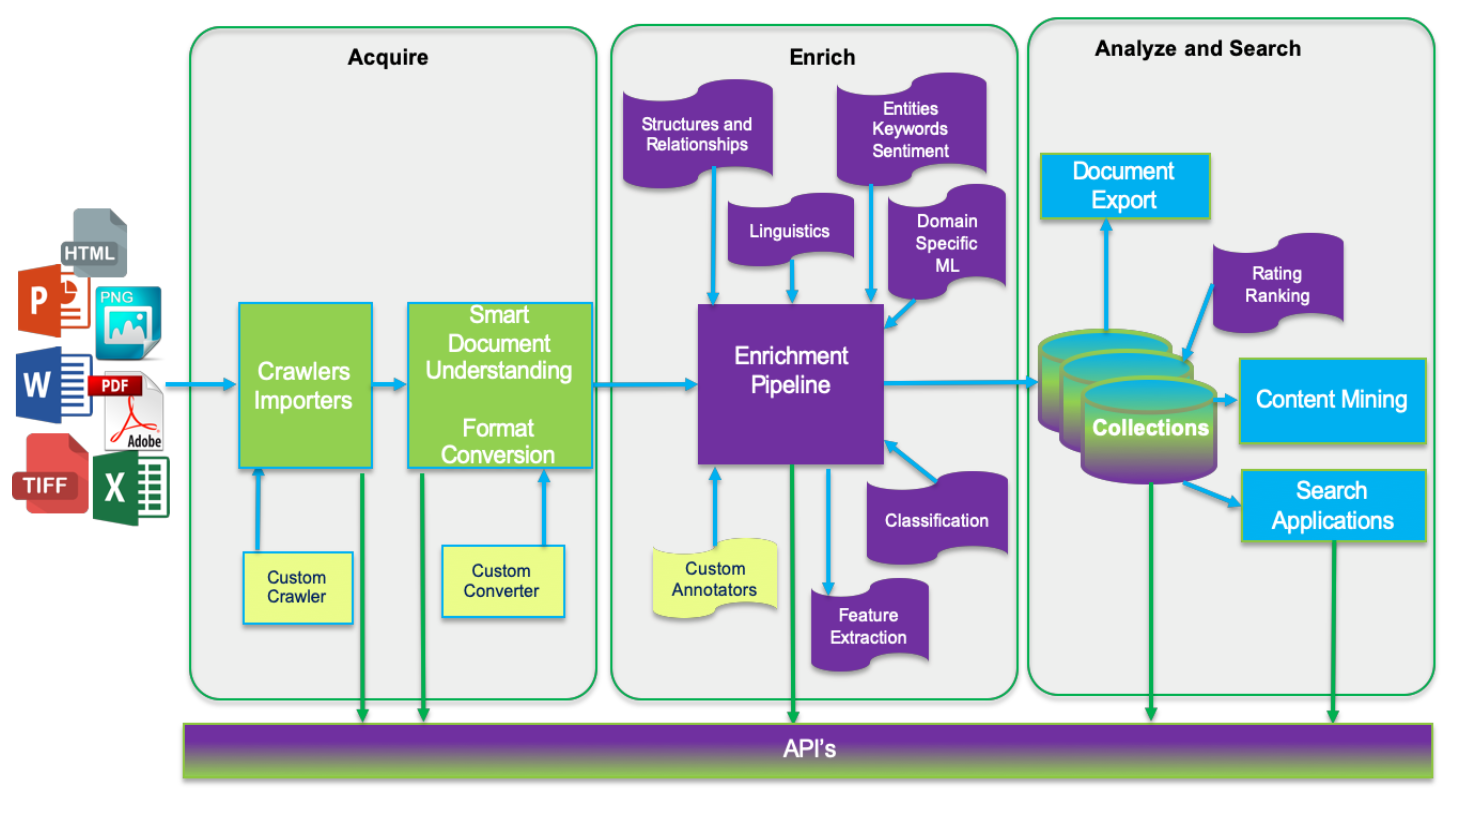 Acquire
Enrich
Analyze and Search
HTML
P
PNG
W
PDF
Adobe
TIFF
X
Crawlers
Importers
Smart
Document
Understanding
Format
Conversion
Custom
Crawler
Custom
Converter
Structures and
Relationships
Entities
Keywords
Sentiment
Linguistics
Domain
Specific
ML
Enrichment
Pipeline
Classification
Custom
Annotators
Feature
Extraction
Document
Export
Rating
Ranking
Collections
Content Mining
Search
Applications
API's